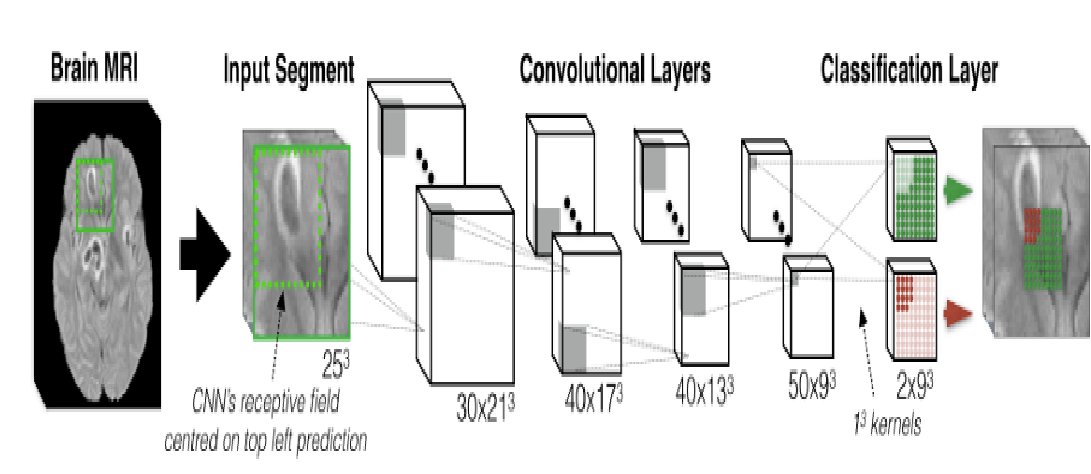 Brain MRI
Input Segment
Convolutional Layers
Classification Layer
25³
30x21³
40x17³
40x13³
50x9³
2x9³
CNN's receptive field
centred on top left prediction
1³ kernels